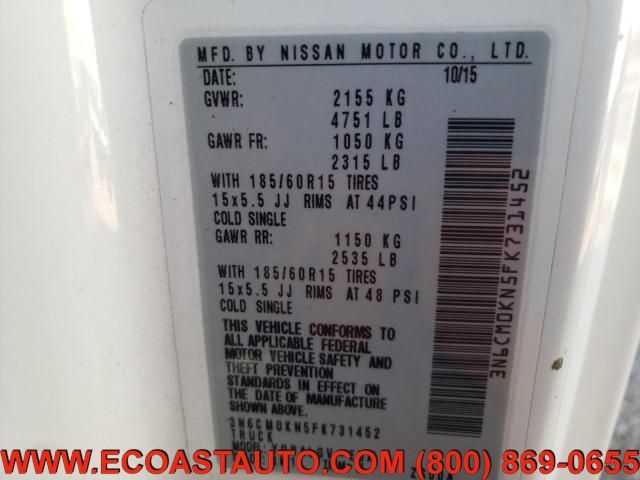 MFD. BY NISSAN MOTOR CO., LTD.
DATE: 10/15
GVWR: 2155 KG
4751 LB
GAWR FR: 1050 KG
2315 LB
WITH 185/60R15 TIRES
15x5.5 JJ RIMS AT 44PSI
COLD SINGLE
GAWR RR: 1150 KG
2535 LB
WITH 185/60R15 TIRES
15x5.5 JJ RIMS AT 48 PSI
COLD SINGLE
THIS VEHICLE CONFORMS TO
ALL APPLICABLE FEDERAL
MOTOR VEHICLE SAFETY AND
THEFT PREVENTION
STANDARDS IN EFFECT ON
THE DATE OF MANUFACTURE
SHOWN ABOVE.
3N6CM0KN5FK731452
TRUCK
MODEL:
3N6CM0KN5FK731452
WWW.ECOASTAUTO.COM (800) 869-0655